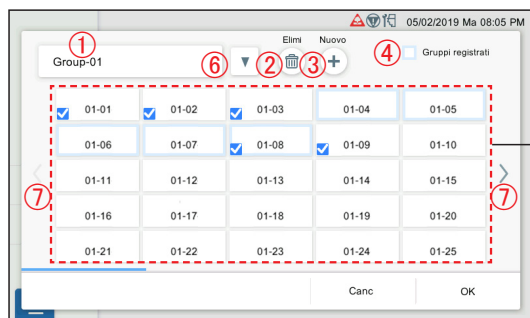 05/02/2019 Ma 08:05 PM
Elimi Nuovo
① ④ Gruppi registrati
Group-01 ⑥ ▼ ② ③ +
01-01 01-02 01-03 01-04 01-05
01-06 01-07 01-08 01-09 01-10
01-11 01-12 01-13 01-14 01-15
⑦ ⑦
01-16 01-17 01-18 01-19 01-20
01-21 01-22 01-23 01-24 01-25
Canc OK